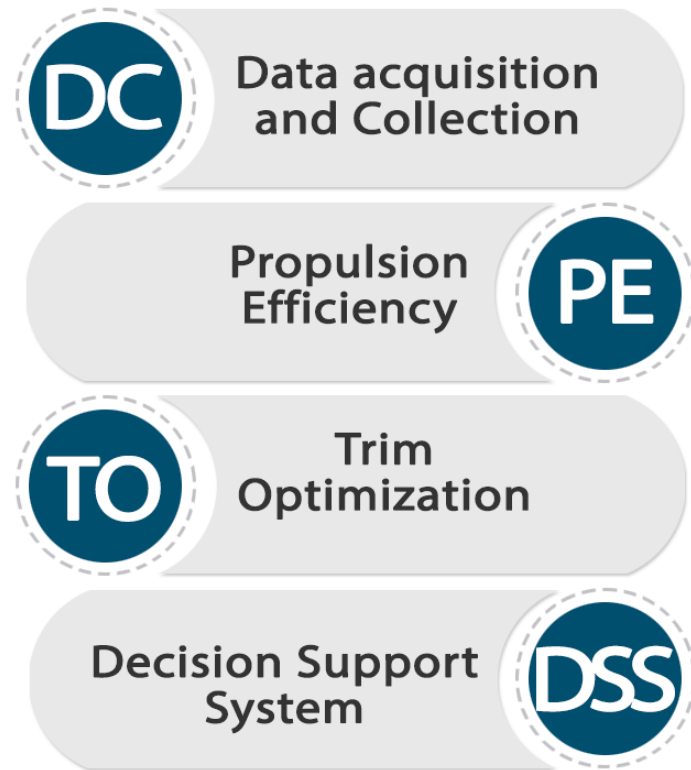 DC
Data acquisition
and Collection
Propulsion
Efficiency
PE
TO
Trim
Optimization
Decision Support
System
DSS